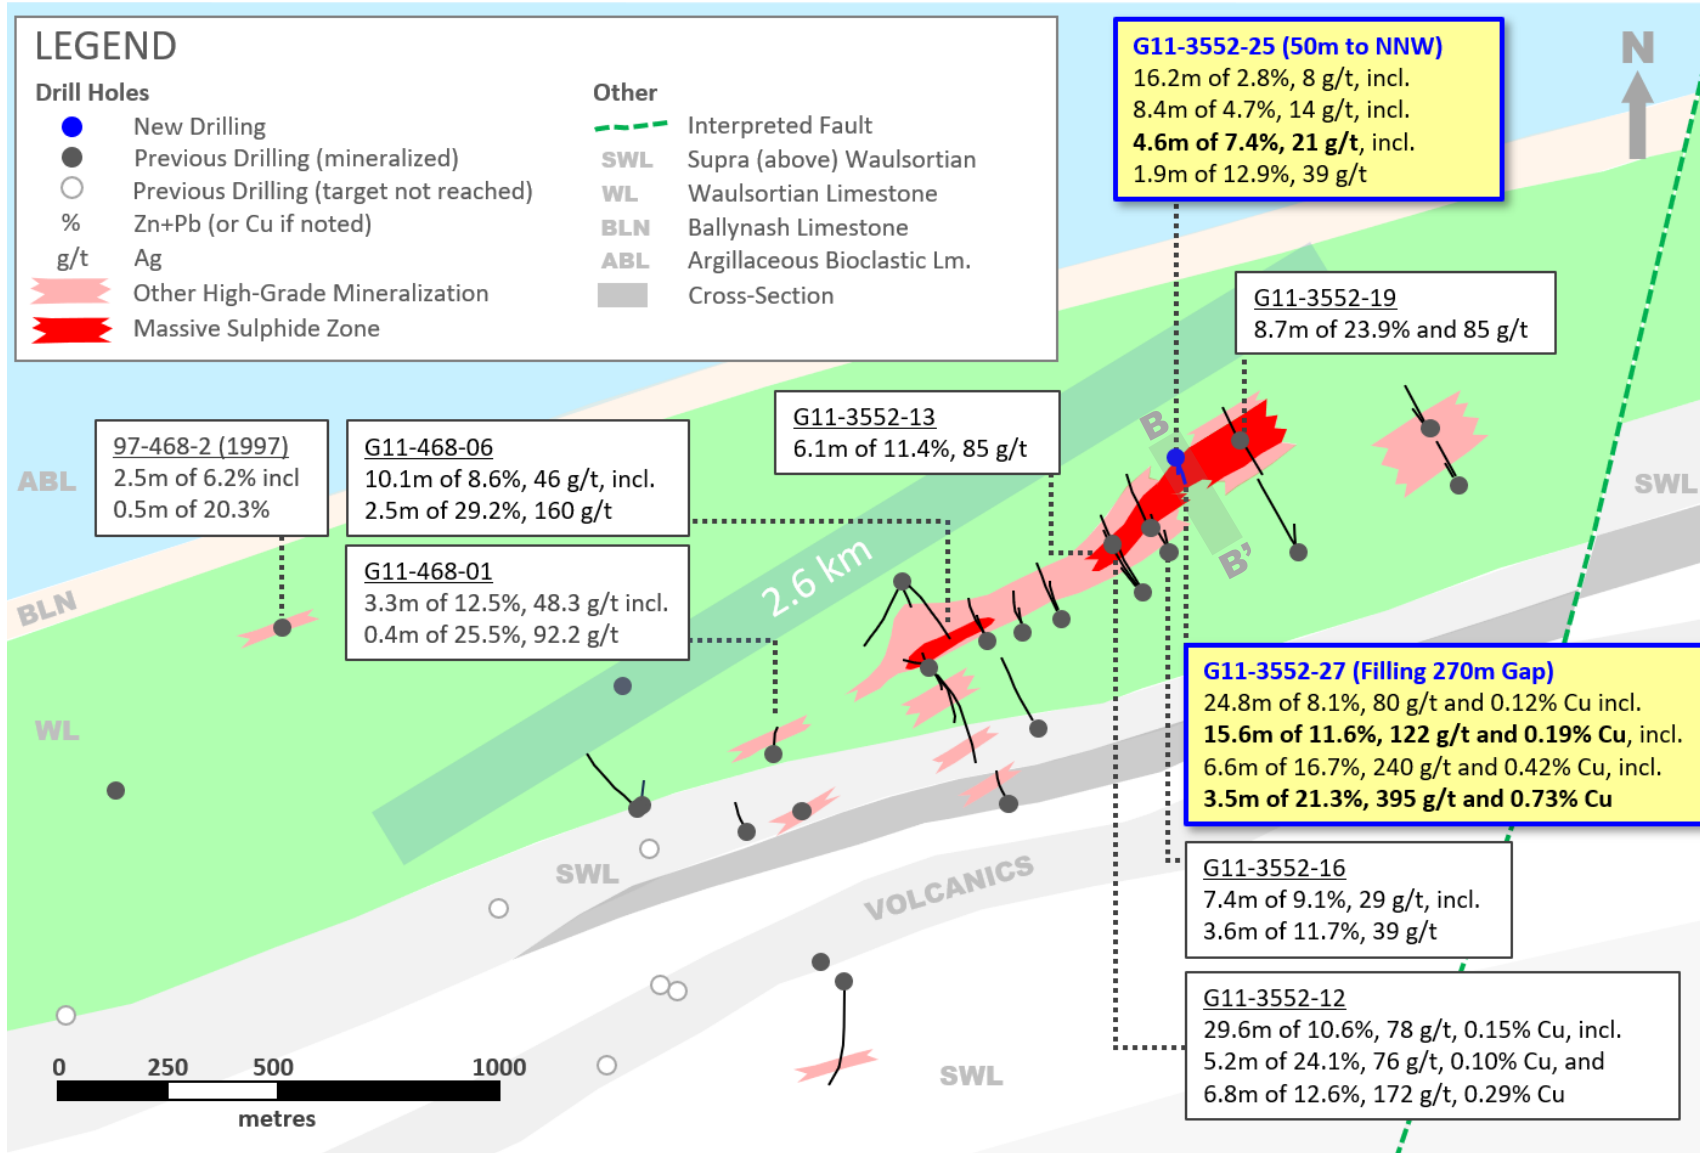 LEGEND
Drill Holes
New Drilling
Previous Drilling (mineralized)
Previous Drilling (target not reached)
% Zn+Pb (or Cu if noted)
g/t Ag
Other High-Grade Mineralization
Massive Sulphide Zone
Other
Interpreted Fault
SWL Supra (above) Waulsortian
WL Waulsortian Limestone
BLN Ballynash Limestone
ABL Argillaceous Bioclastic Lm.
Cross-Section
G11-3552-25 (50m to NNW)
16.2m of 2.8%, 8 g/t, incl.
8.4m of 4.7%, 14 g/t, incl.
4.6m of 7.4%, 21 g/t, incl.
1.9m of 12.9%, 39 g/t
N
G11-3552-19
8.7m of 23.9% and 85 g/t
G11-3552-13
6.1m of 11.4%, 85 g/t
97-468-2 (1997)
2.5m of 6.2% incl
0.5m of 20.3%
G11-468-06
10.1m of 8.6%, 46 g/t, incl.
2.5m of 29.2%, 160 g/t
G11-468-01
3.3m of 12.5%, 48.3 g/t incl.
0.4m of 25.5%, 92.2 g/t
ABL
BLN
WL
2.6 km
B
B'
SWL
G11-3552-27 (Filling 270m Gap)
24.8m of 8.1%, 80 g/t and 0.12% Cu incl.
15.6m of 11.6%, 122 g/t and 0.19% Cu, incl.
6.6m of 16.7%, 240 g/t and 0.42% Cu, incl.
3.5m of 21.3%, 395 g/t and 0.73% Cu
SWL
VOLCANICS
G11-3552-16
7.4m of 9.1%, 29 g/t, incl.
3.6m of 11.7%, 39 g/t
G11-3552-12
29.6m of 10.6%, 78 g/t, 0.15% Cu, incl.
5.2m of 24.1%, 76 g/t, 0.10% Cu, and
6.8m of 12.6%, 172 g/t, 0.29% Cu
SWL
0 250 500 1000
metres